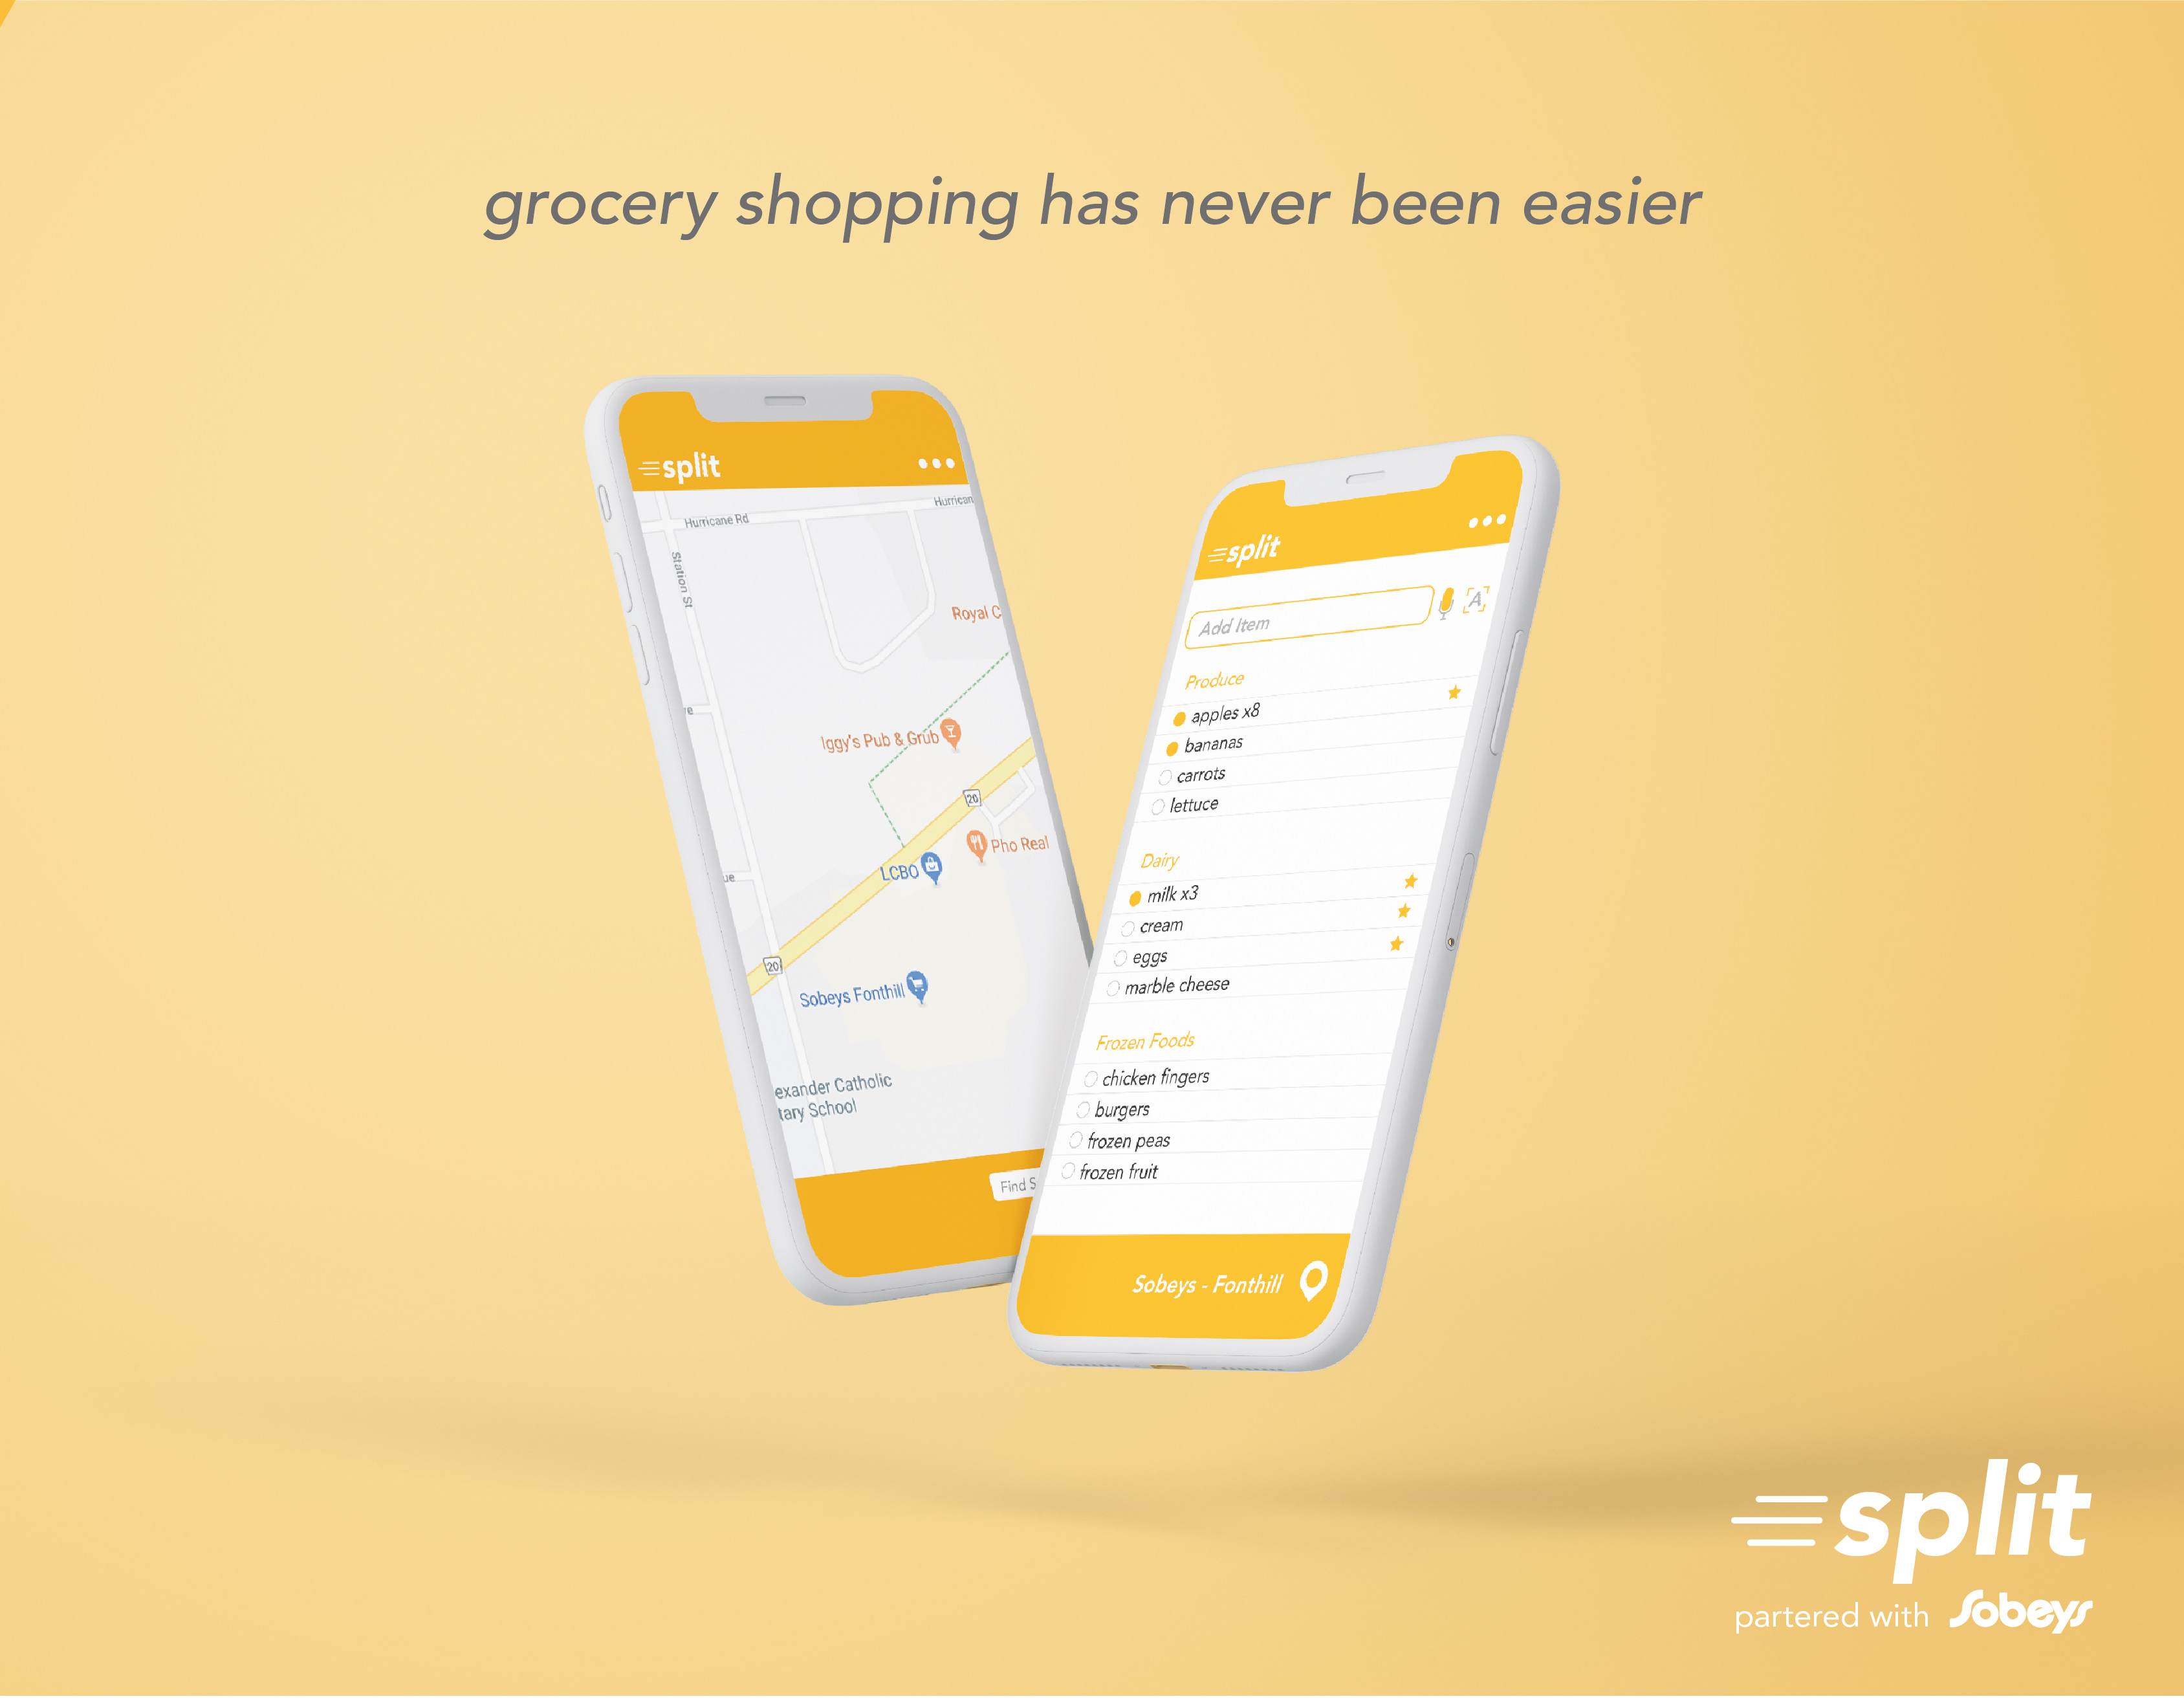 grocery shopping has never been easier
split
Hurricane Rd
Hurrican
Station St
Royal C
re
Iggy's Pub & Grub
20
Pho Real
LCBO
ue
20
Sobeys Fonthill
exander Catholic
tary School
Find S
split
Add Item
A
Produce
apples x8
bananas
carrots
lettuce
Dairy
milk x3
cream
eggs
marble cheese
Frozen Foods
chicken fingers
burgers
frozen peas
frozen fruit
Sobeys - Fonthill
split
partered with Sobeys